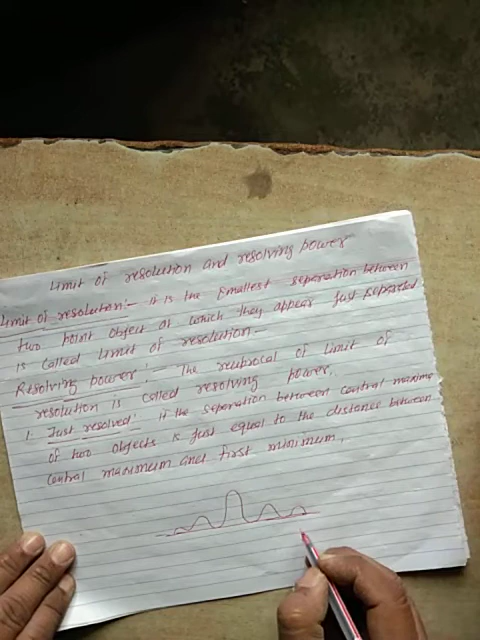 Limit of resolution and resolving power
Limit of resolution:- it is the smallest separation between
two point object at which they appear just seperated
is called limit of resolution-
Resolving power:- The reciprocal of limit of
resolution is called resolving power.
1. Just resolved: if the separation between central maxima
of two objects is just equal to the distance between
central maximum and first minimum.